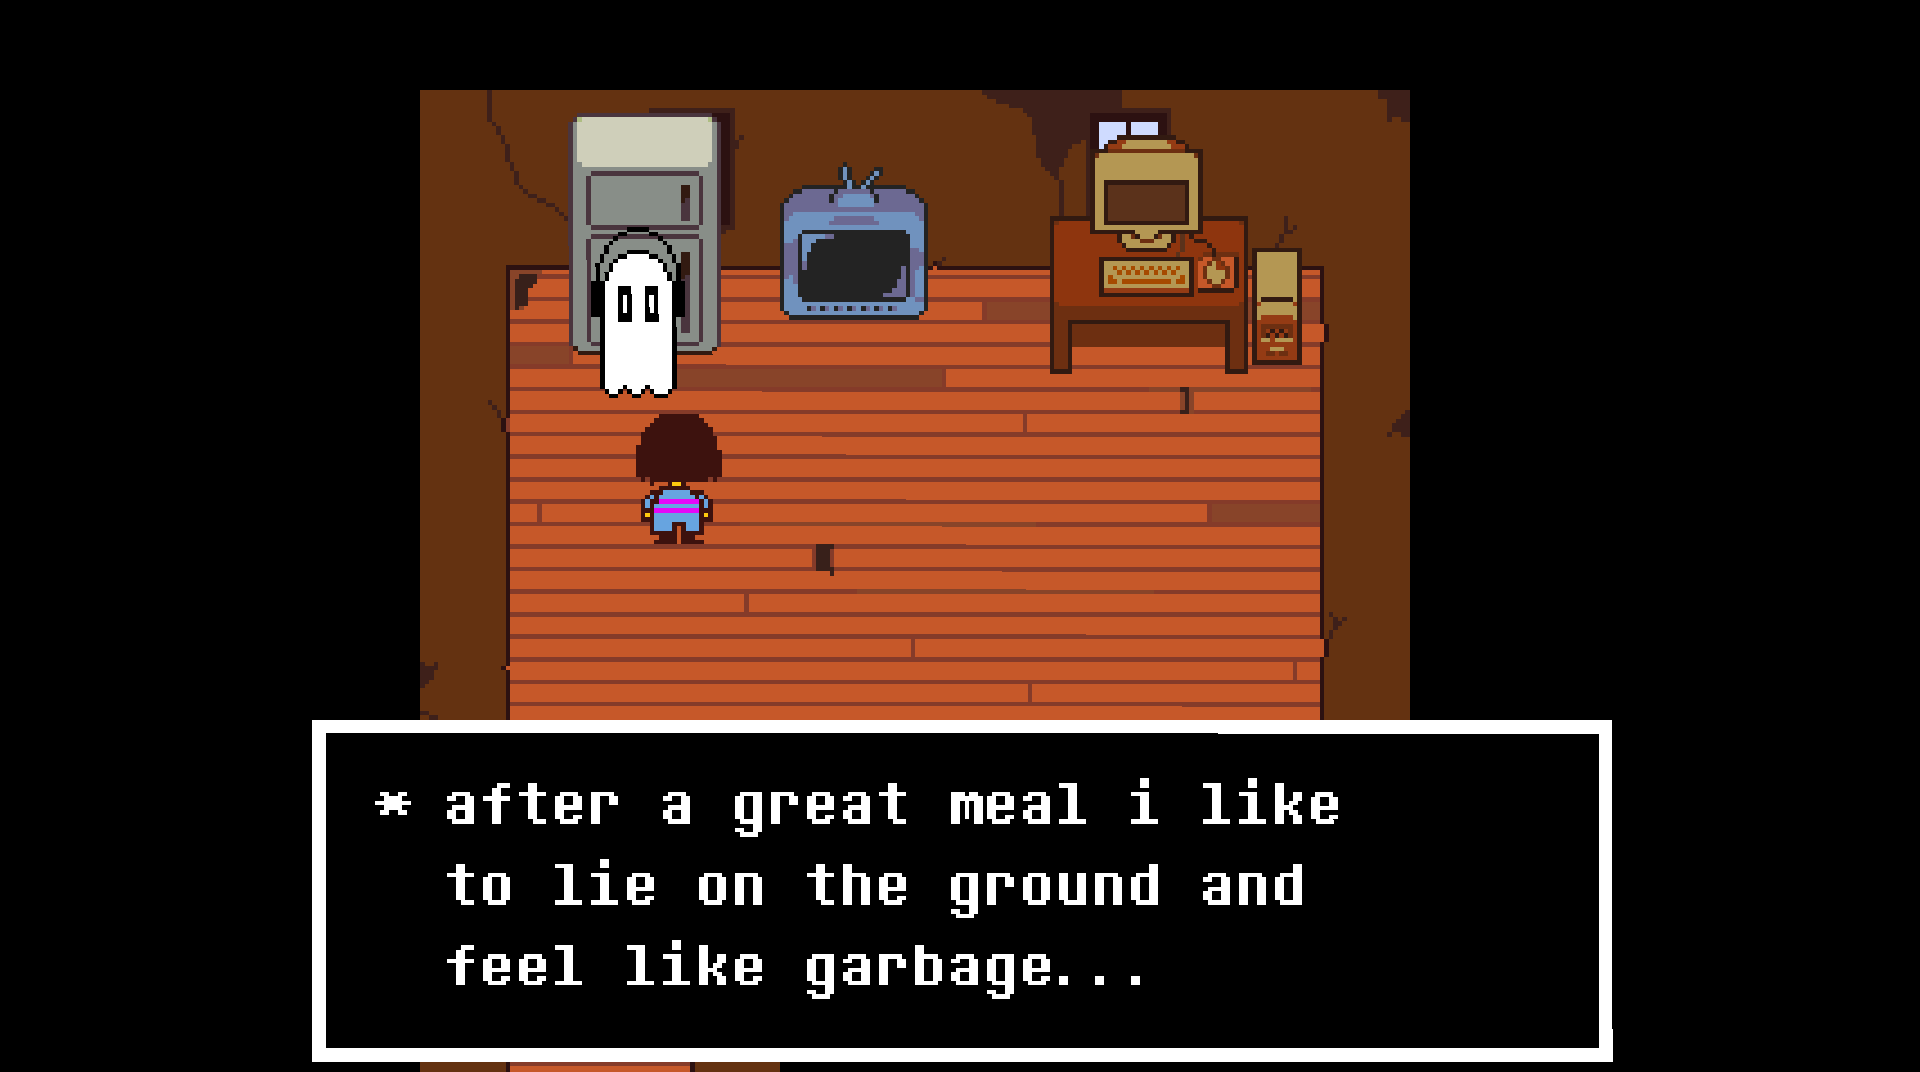 * after a great meal i like
to lie on the ground and
feel like garbage...